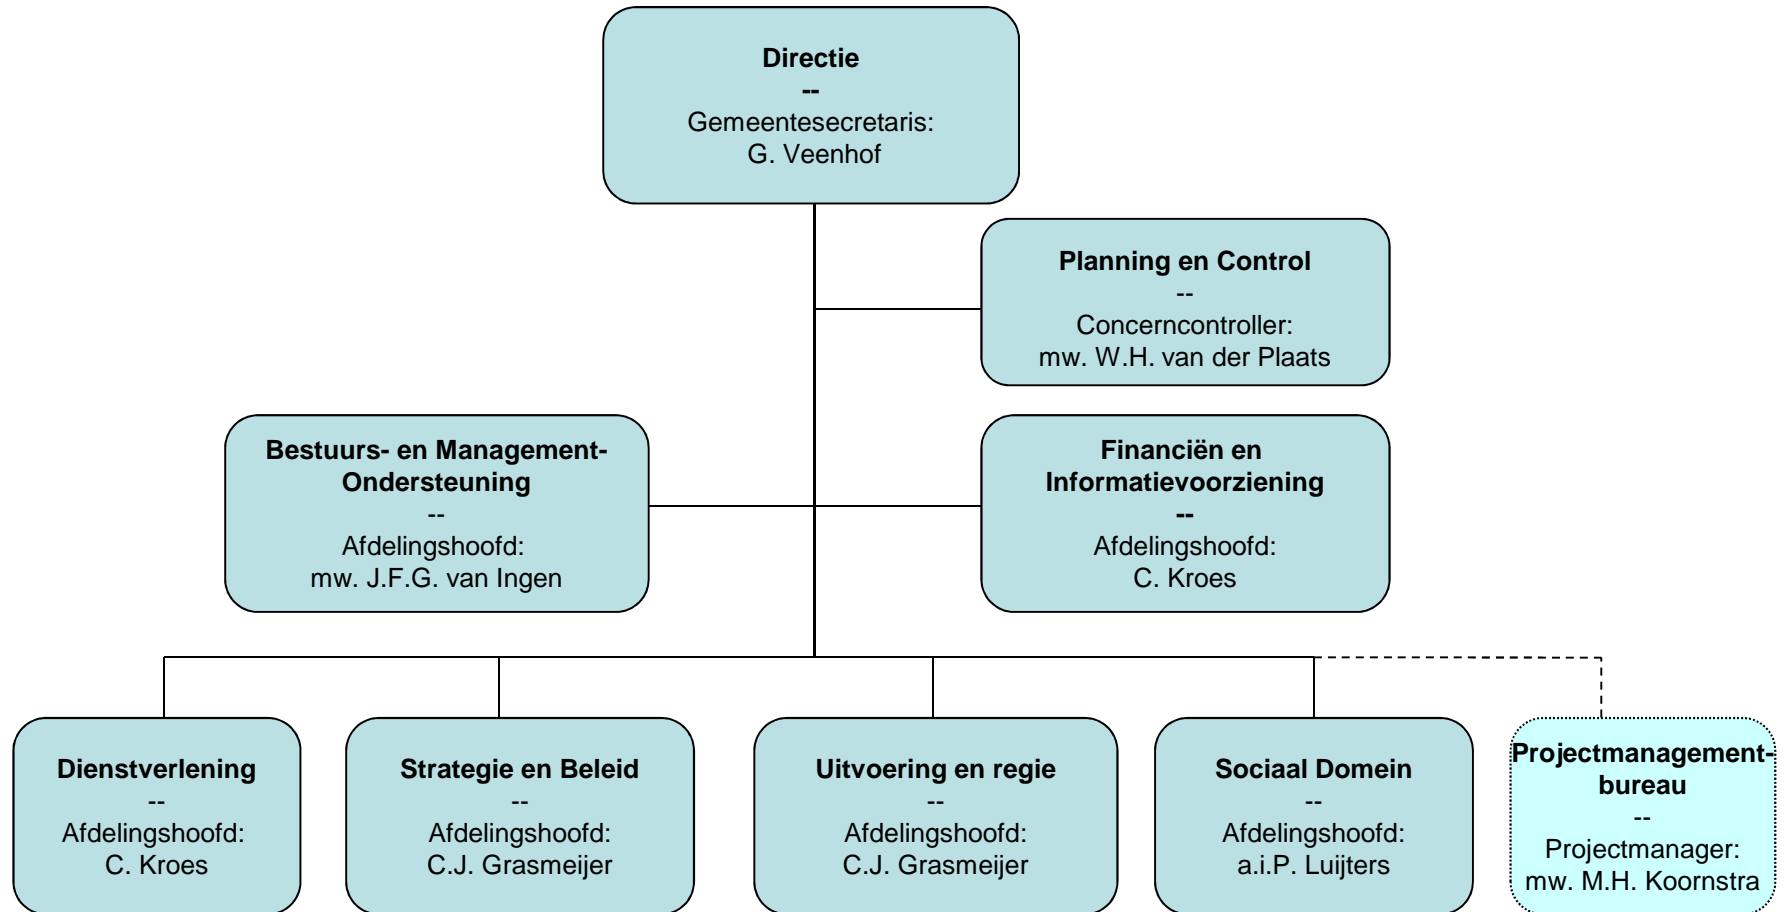 Directie
--
Gemeentesecretaris:
G. Veenhof
Planning en Control
--
Concerncontroller:
mw. W.H. van der Plaats
Bestuurs- en Management-
Ondersteuning
--
Afdelingshoofd:
mw. J.F.G. van Ingen
Financiën en
Informatievoorziening
--
Afdelingshoofd:
C. Kroes
Dienstverlening
--
Afdelingshoofd:
C. Kroes
Strategie en Beleid
--
Afdelingshoofd:
C.J. Grasmeijer
Uitvoering en regie
--
Afdelingshoofd:
C.J. Grasmeijer
Sociaal Domein
--
Afdelingshoofd:
a.i.P. Luijters
Projectmanagement-
bureau
--
Projectmanager:
mw. M.H. Koornstra